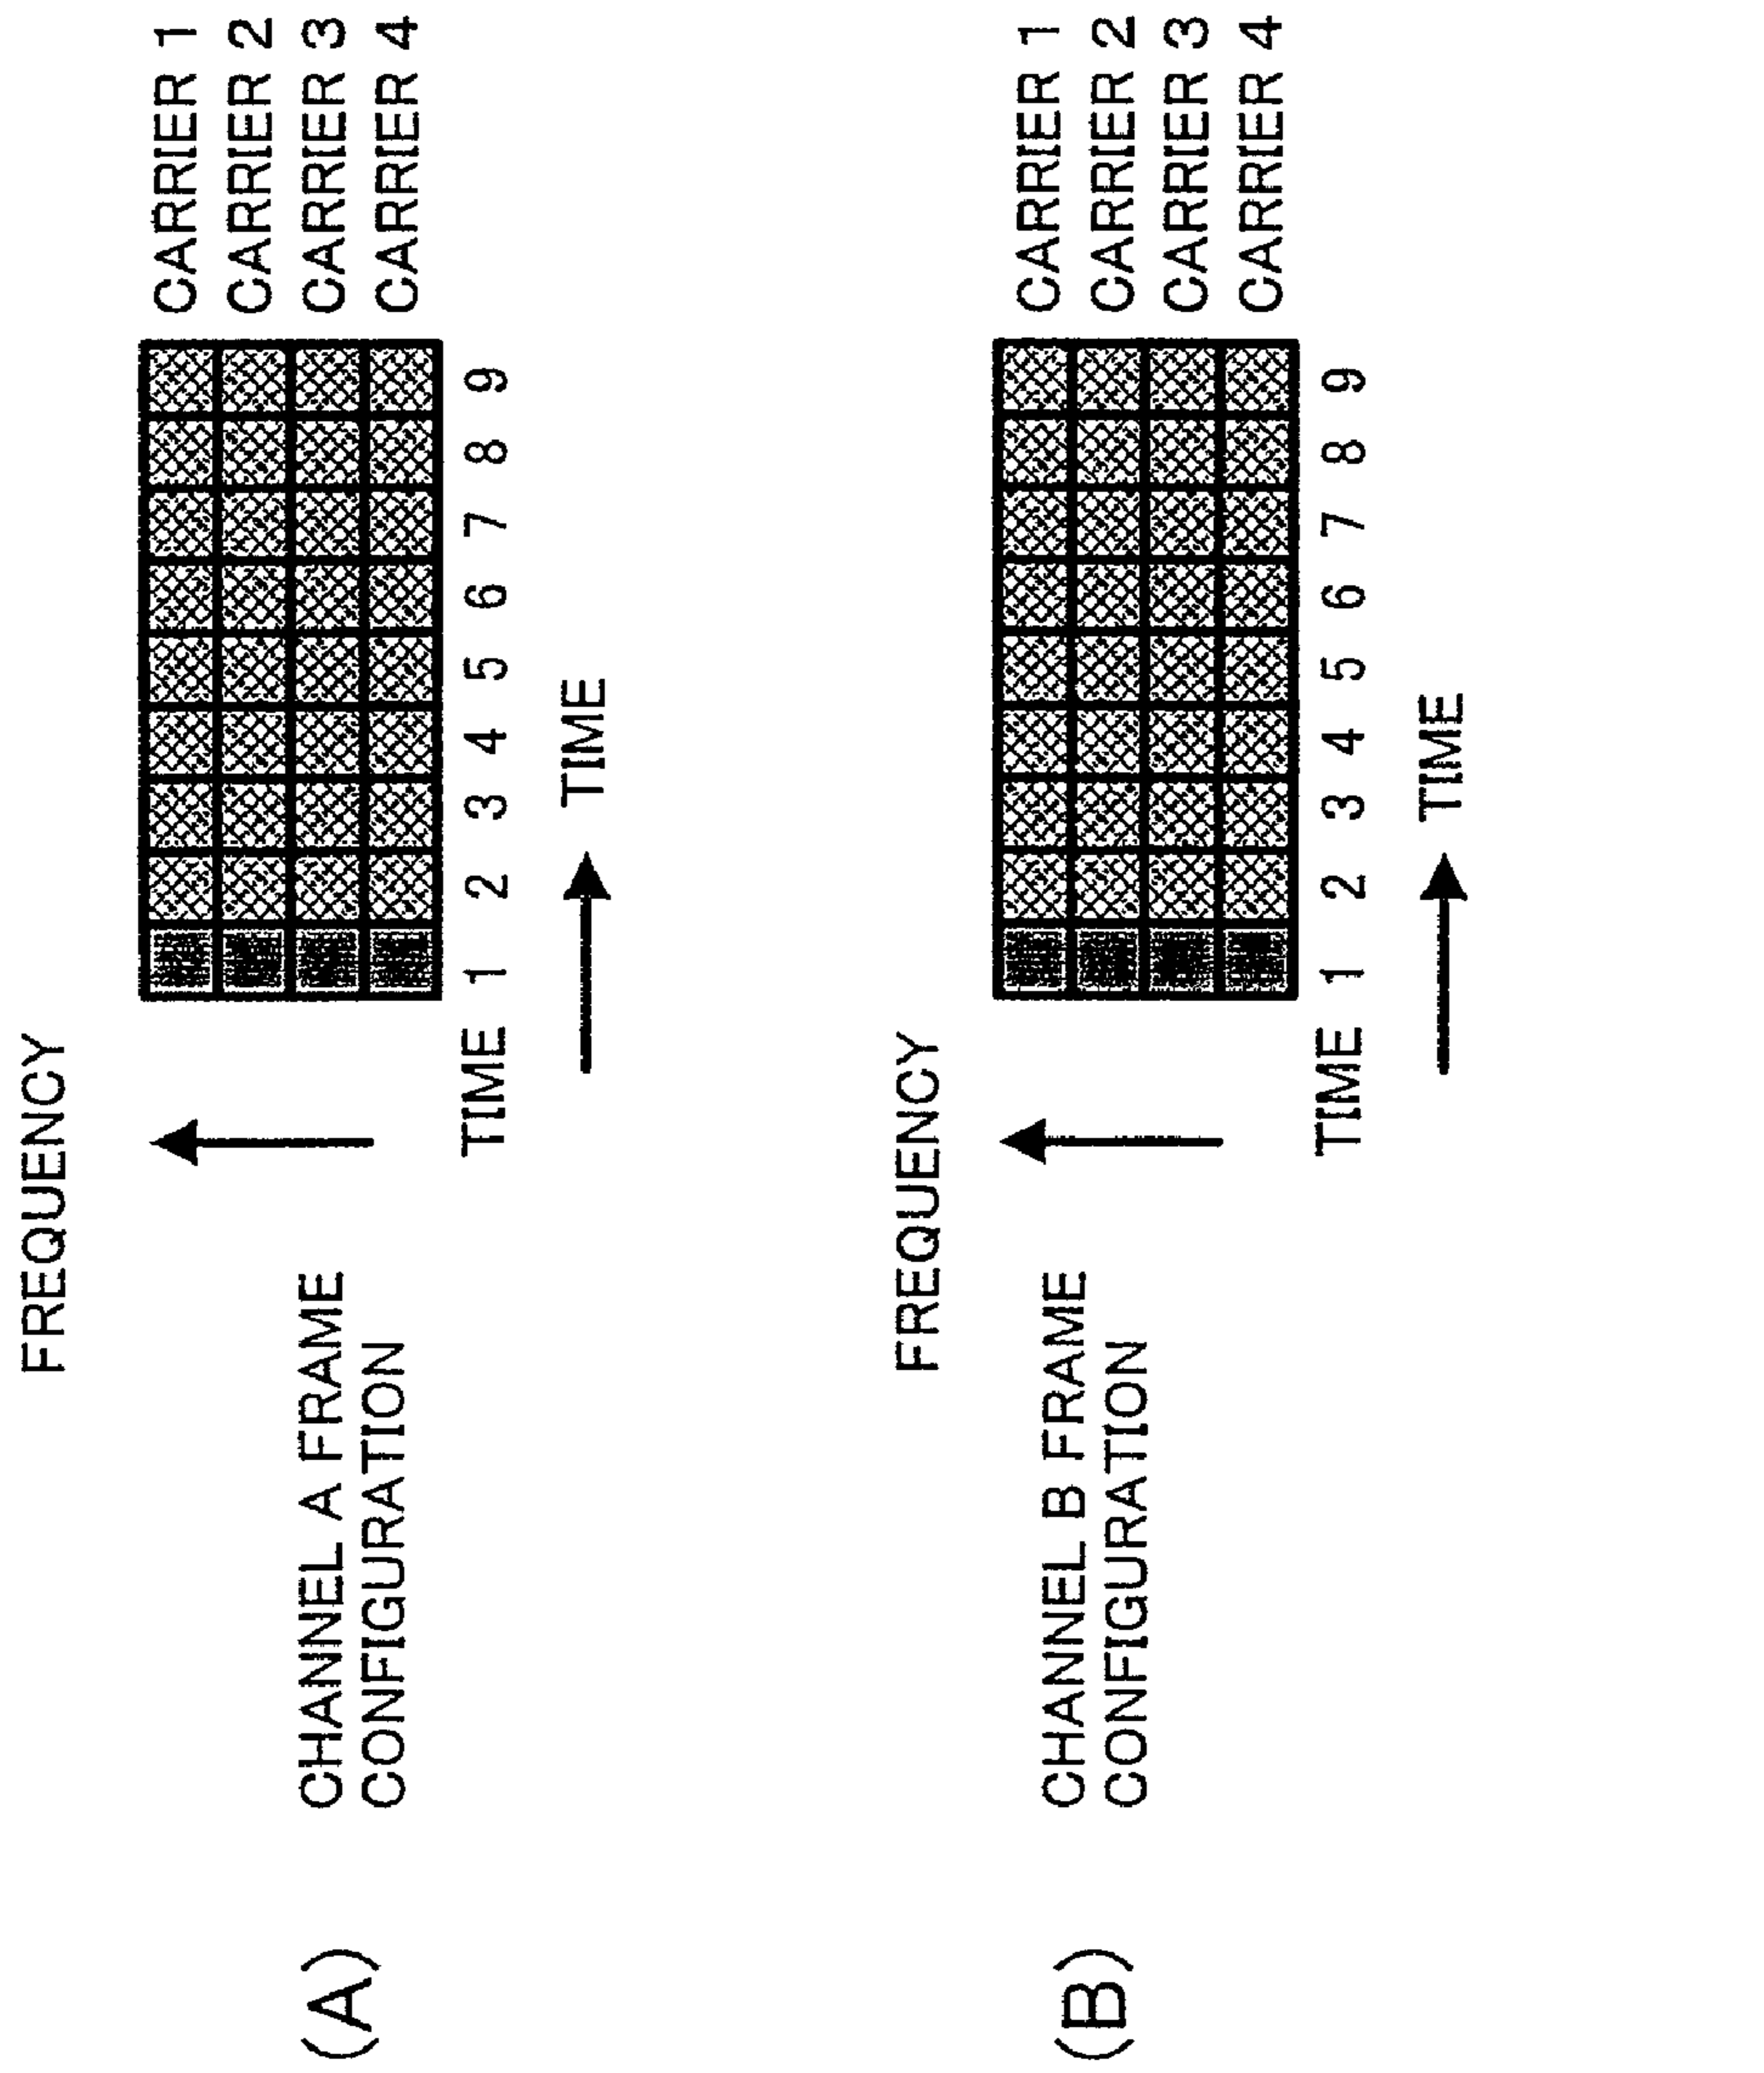 (A)
CHANNEL A FRAME
CONFIGURATION
FREQUENCY
CARRIER 1
CARRIER 2
CARRIER 3
CARRIER 4
TIME 1 2 3 4 5 6 7 8 9
TIME
(B)
CHANNEL B FRAME
CONFIGURATION
FREQUENCY
CARRIER 1
CARRIER 2
CARRIER 3
CARRIER 4
TIME 1 2 3 4 5 6 7 8 9
TIME